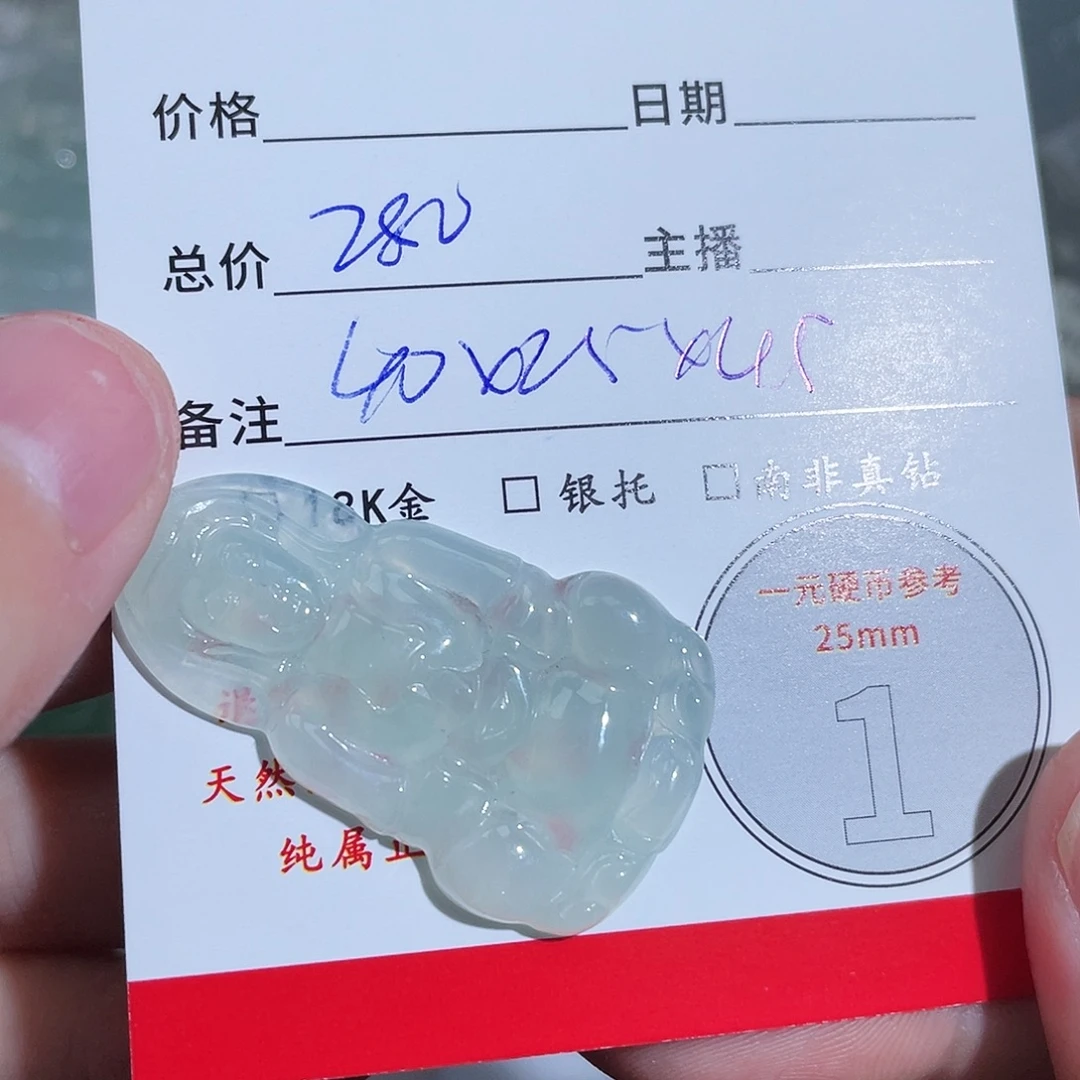 价格 日期
总价 280 主播
备注 40x25x4.5
18K金 □ 银托 □ 南非真钻
一元硬币参考
25mm
1
天然
纯属正